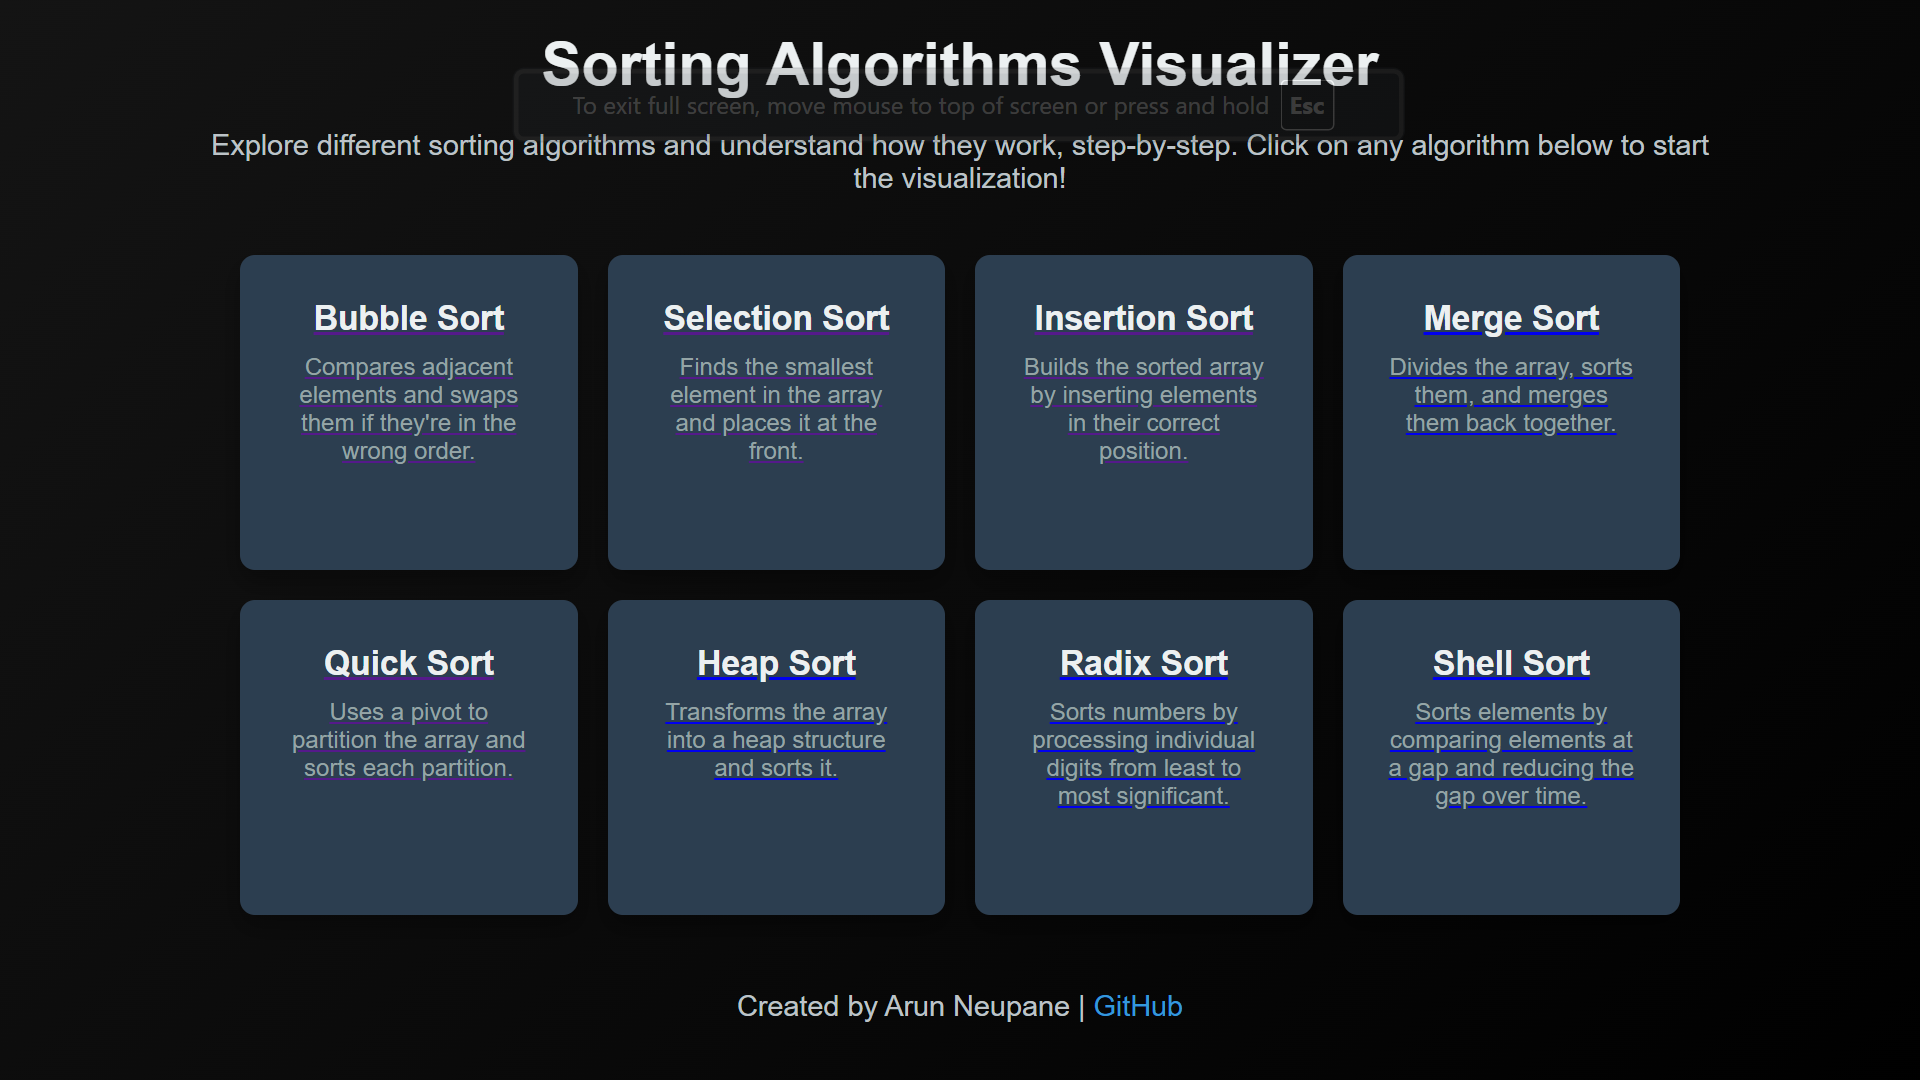 Sorting Algorithms Visualizer
To exit full screen, move mouse to top of screen or press and hold Esc
Explore different sorting algorithms and understand how they work, step-by-step. Click on any algorithm below to start
the visualization!
Bubble Sort
Compares adjacent
elements and swaps
them if they're in the
wrong order.
Selection Sort
Finds the smallest
element in the array
and places it at the
front.
Insertion Sort
Builds the sorted array
by inserting elements
in their correct
position.
Merge Sort
Divides the array, sorts
them, and merges
them back together.
Quick Sort
Uses a pivot to
partition the array and
sorts each partition.
Heap Sort
Transforms the array
into a heap structure
and sorts it.
Radix Sort
Sorts numbers by
processing individual
digits from least to
most significant.
Shell Sort
Sorts elements by
comparing elements at
a gap and reducing the
gap over time.
Created by Arun Neupane | GitHub